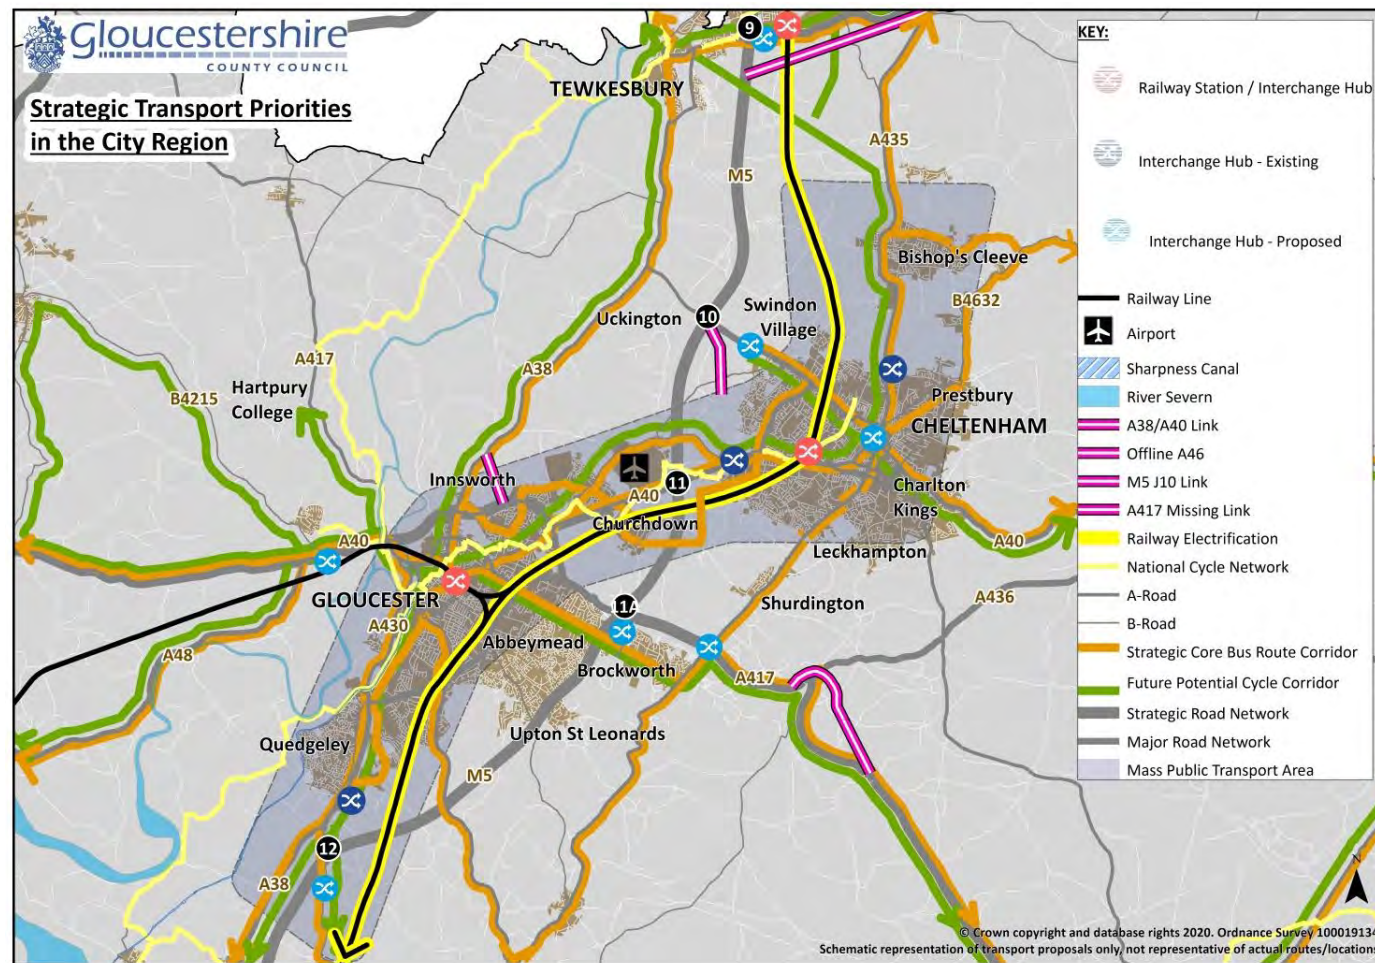 Gloucestershire
COUNTY COUNCIL
Strategic Transport Priorities
in the City Region
TEWKESBURY
9
M5
A435
Bishop's Cleeve
B4632
Swindon
Village
Uckington
10
A417
A38
Hartpury
College
B4215
Prestbury
CHELTENHAM
Innsworth
A40
11
Churchdown
Charlton
Kings
Leckhampton
A40
A40
GLOUCESTER
A430
A48
11A
Shurdington
A436
Abbeymead
Brockworth
A417
Upton St Leonards
Quedgeley
M5
12
A38
KEY:
Railway Station / Interchange Hub
Interchange Hub - Existing
Interchange Hub - Proposed
Railway Line
Airport
Sharpness Canal
River Severn
A38/A40 Link
Offline A46
M5 J10 Link
A417 Missing Link
Railway Electrification
National Cycle Network
A-Road
B-Road
Strategic Core Bus Route Corridor
Future Potential Cycle Corridor
Strategic Road Network
Major Road Network
Mass Public Transport Area
N
© Crown copyright and database rights 2020. Ordnance Survey 100019134
Schematic representation of transport proposals only, not representative of actual routes/locations